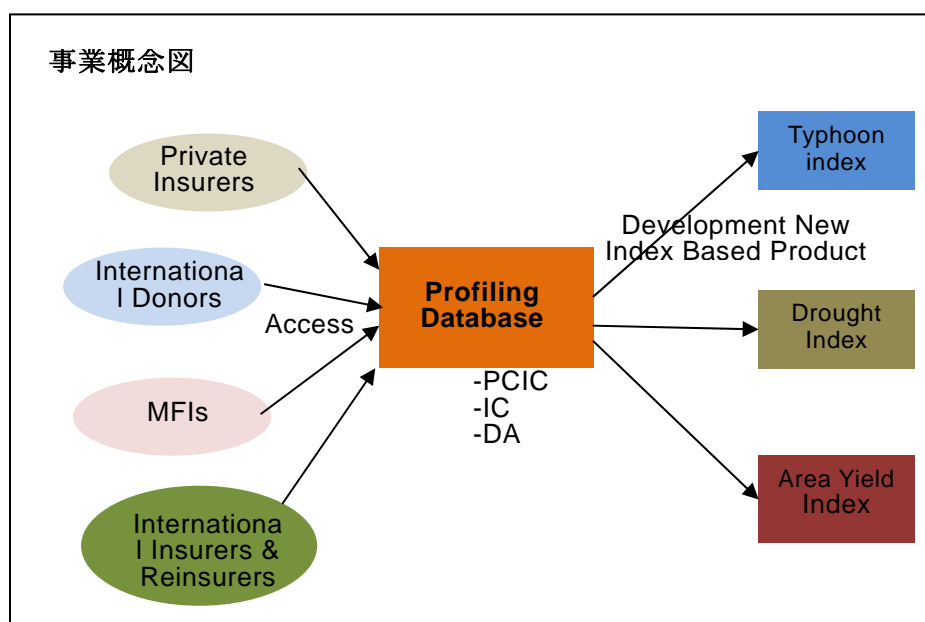 事業概念図
Private
Insurers
Internationa
l Donors
Access
MFIs
Internationa
l Insurers &
Reinsurers
Profiling
Database
-PCIC
-IC
-DA
Development New
Index Based Product
Typhoon
index
Drought
Index
Area Yield
Index